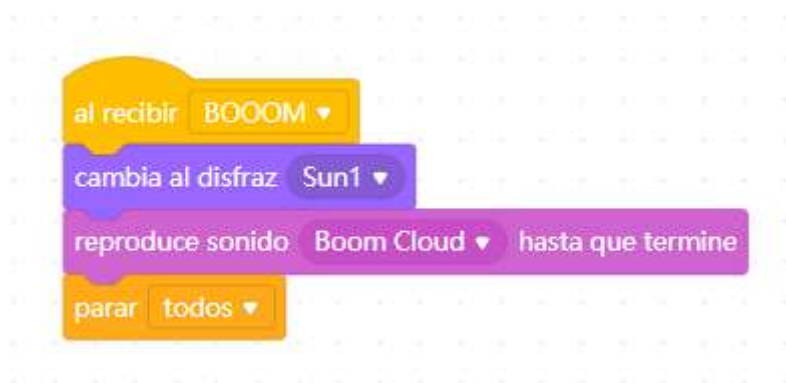 al recibir BOOOM
cambia al disfraz Sun1
reproduce sonido Boom Cloud hasta que termine
parar todos